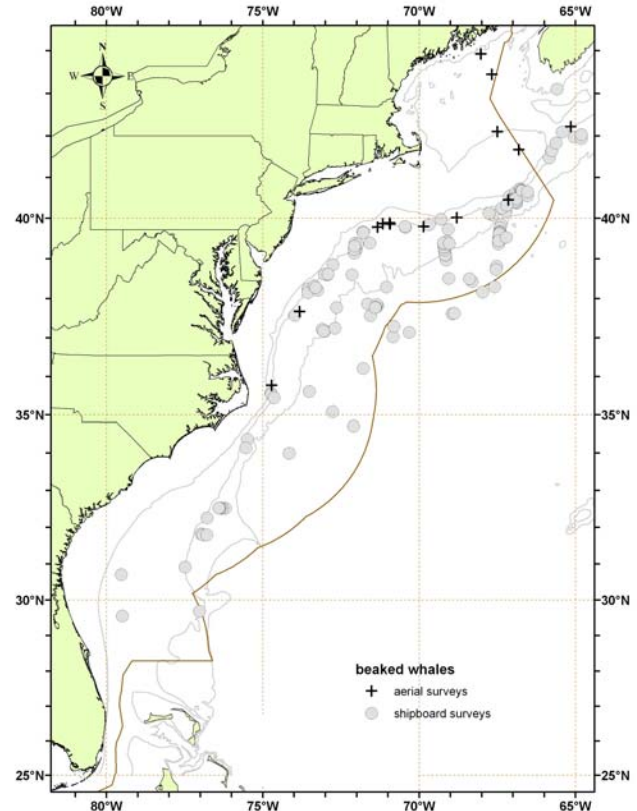 80°W 75°W 70°W 65°W
N
W E
S
40°N 40°N
35°N 35°N
30°N 30°N
beaked whales
aerial surveys
shipboard surveys
25°N 25°N
80°W 75°W 70°W 65°W